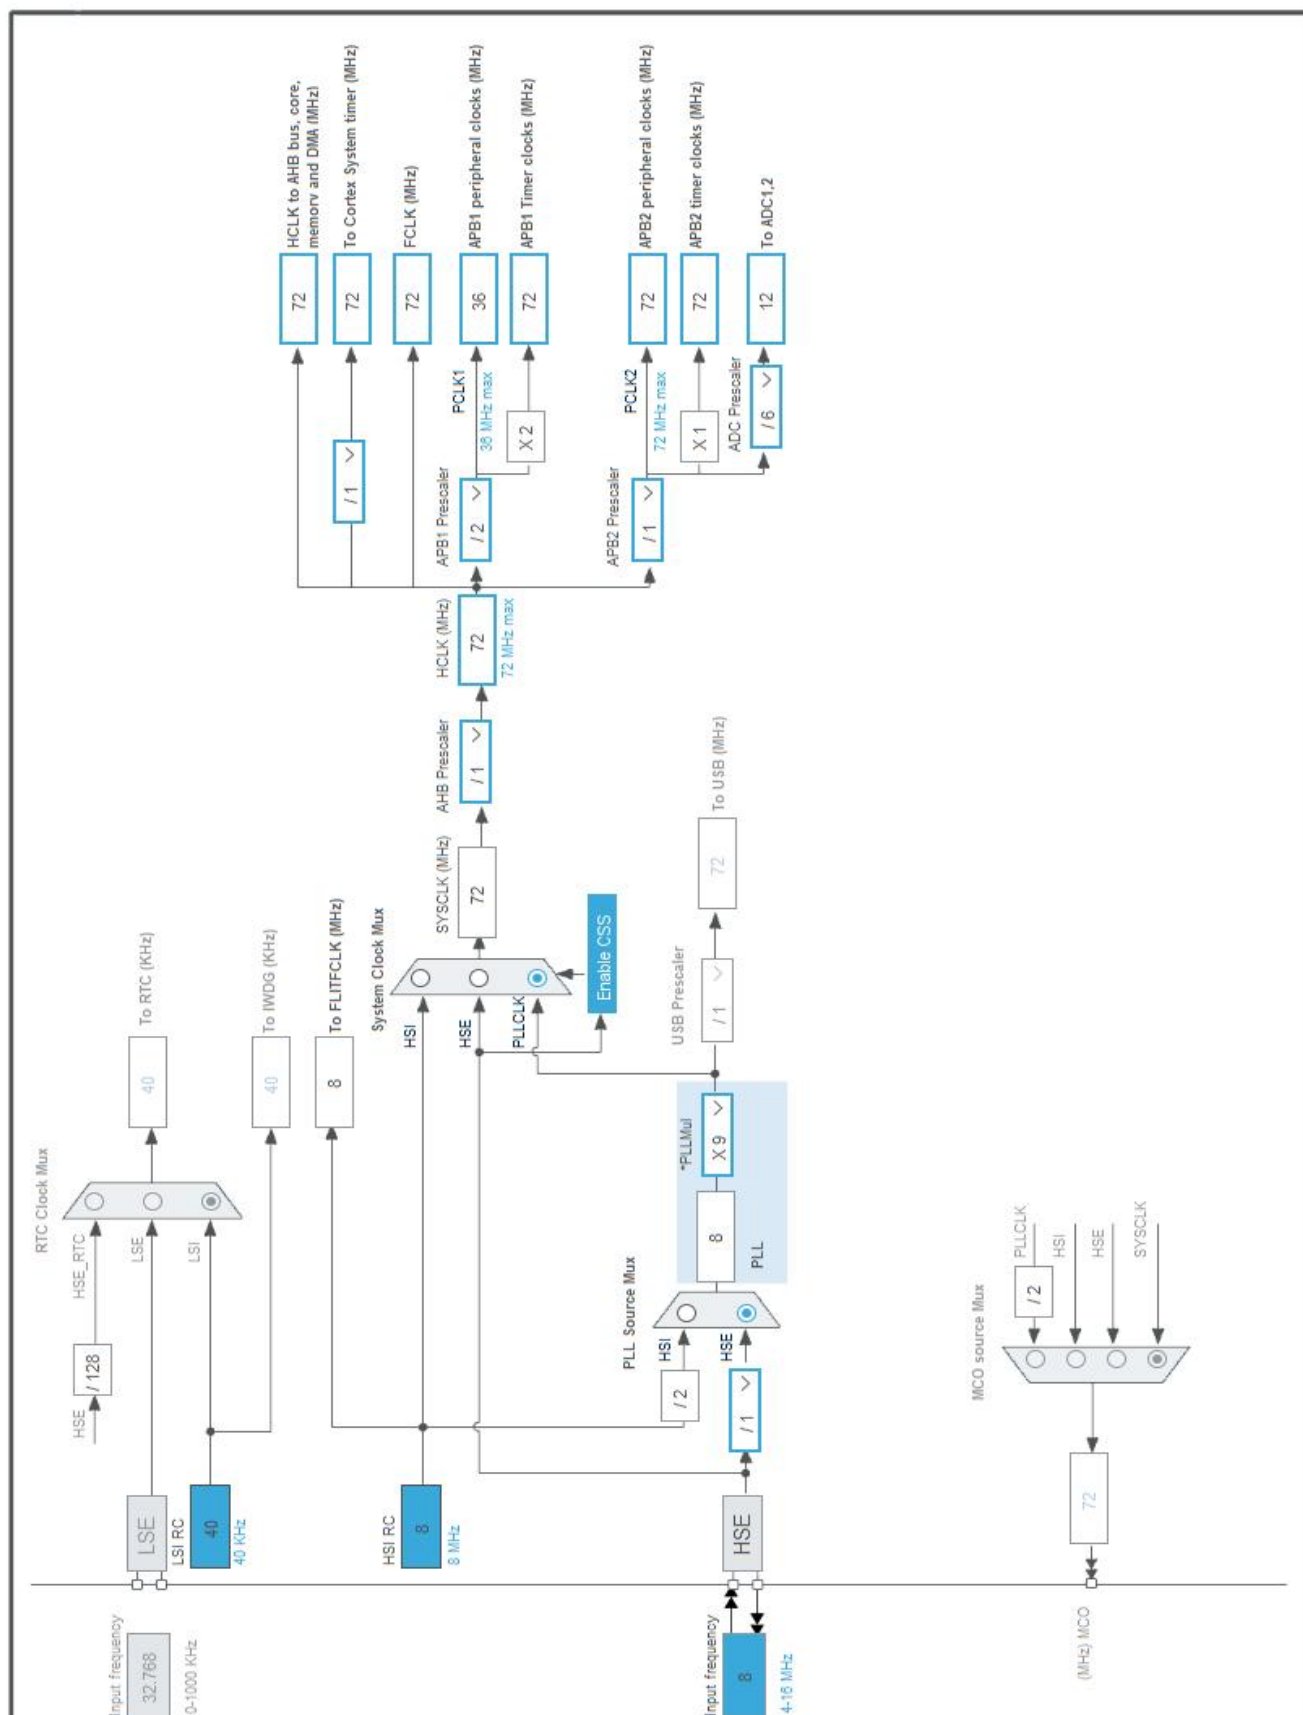 Input frequency
32.768
0-1000 KHz
LSE
LSI RC
40
40 KHz
HSE
/ 128
HSE_RTC
LSE
LSI
RTC Clock Mux
40
To RTC (KHz)
40
To IWDG (KHz)
8
To FLITFCLK (MHz)
HSI RC
8
8 MHz
System Clock Mux
HSI
HSE
PLLCLK
Enable CSS
SYSCLK (MHz)
72
AHB Prescaler
/ 1
HCLK (MHz)
72
72 MHz max
72
HCLK to AHB bus, core,
memory and DMA (MHz)
/ 1
72
To Cortex System timer (MHz)
72
FCLK (MHz)
APB1 Prescaler
/ 2
PCLK1
36 MHz max
36
APB1 peripheral clocks (MHz)
X 2
72
APB1 Timer clocks (MHz)
APB2 Prescaler
/ 1
PCLK2
72 MHz max
72
APB2 peripheral clocks (MHz)
X 1
72
APB2 timer clocks (MHz)
ADC Prescaler
/ 6
12
To ADC1,2
Input frequency
8
4-16 MHz
HSE
/ 2
/ 1
PLL Source Mux
HSI
HSE
8
*PLLMul
X 9
PLL
USB Prescaler
/ 1
72
To USB (MHz)
(MHz) MCO
72
MCO source Mux
/ 2
PLLCLK
HSI
HSE
SYSCLK